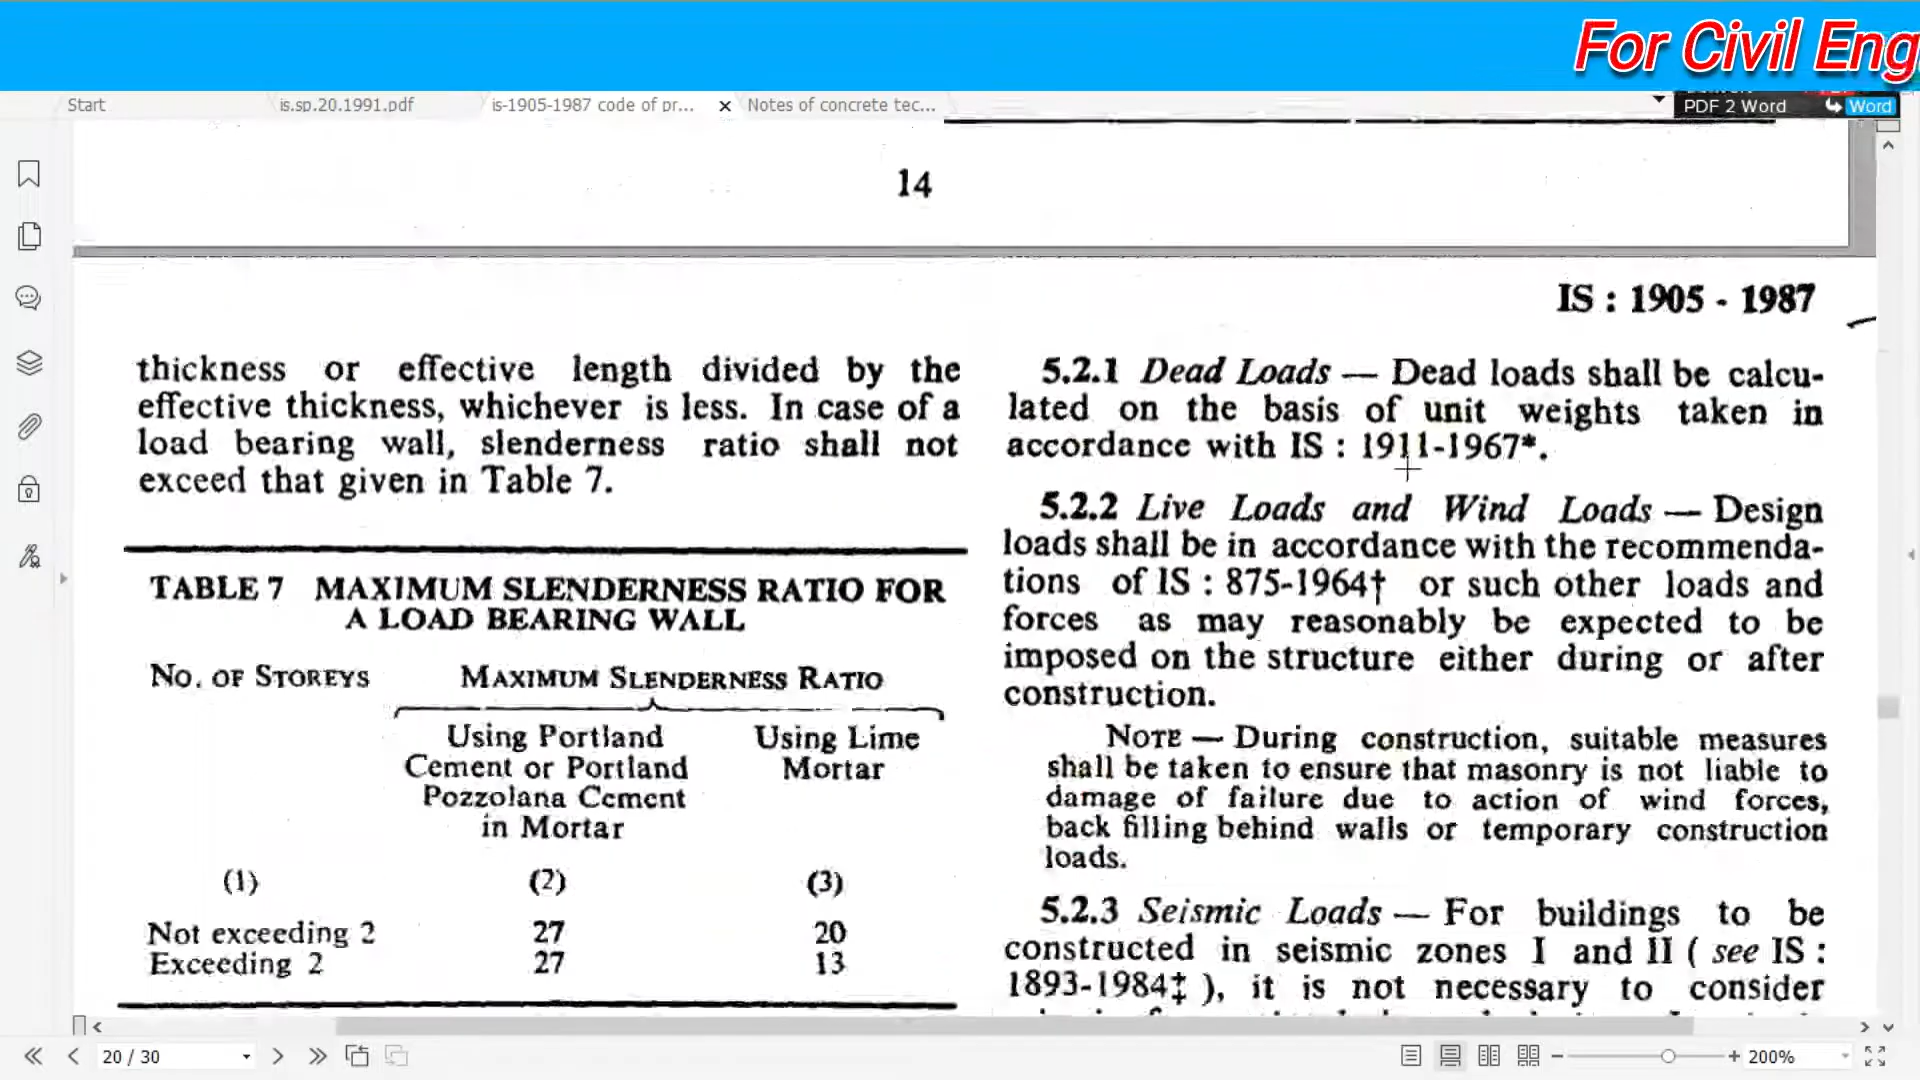 For Civil Eng
Start
is.sp.20.1991.pdf
is-1905-1987 code of pr...
Notes of concrete tec...
PDF 2 Word
Word
14
IS : 1905 - 1987
thickness or effective length divided by the
effective thickness, whichever is less. In case of a
load bearing wall, slenderness ratio shall not
exceed that given in Table 7.
TABLE 7 MAXIMUM SLENDERNESS RATIO FOR
A LOAD BEARING WALL
NO. OF STOREYS
MAXIMUM SLENDERNESS RATIO
Using Portland
Cement or Portland
Pozzolana Cement
in Mortar
Using Lime
Mortar
(1) (2) (3)
Not exceeding 2 27 20
Exceeding 2 27 13
5.2.1 Dead Loads — Dead loads shall be calcu-
lated on the basis of unit weights taken in
accordance with IS : 1911-1967*.
5.2.2 Live Loads and Wind Loads — Design
loads shall be in accordance with the recommenda-
tions of IS : 875-1964† or such other loads and
forces as may reasonably be expected to be
imposed on the structure either during or after
construction.
NOTE — During construction, suitable measures
shall be taken to ensure that masonry is not liable to
damage of failure due to action of wind forces,
back filling behind walls or temporary construction
loads.
5.2.3 Seismic Loads — For buildings to be
constructed in seismic zones I and II ( see IS :
1893-1984‡ ), it is not necessary to consider
20 / 30
200%